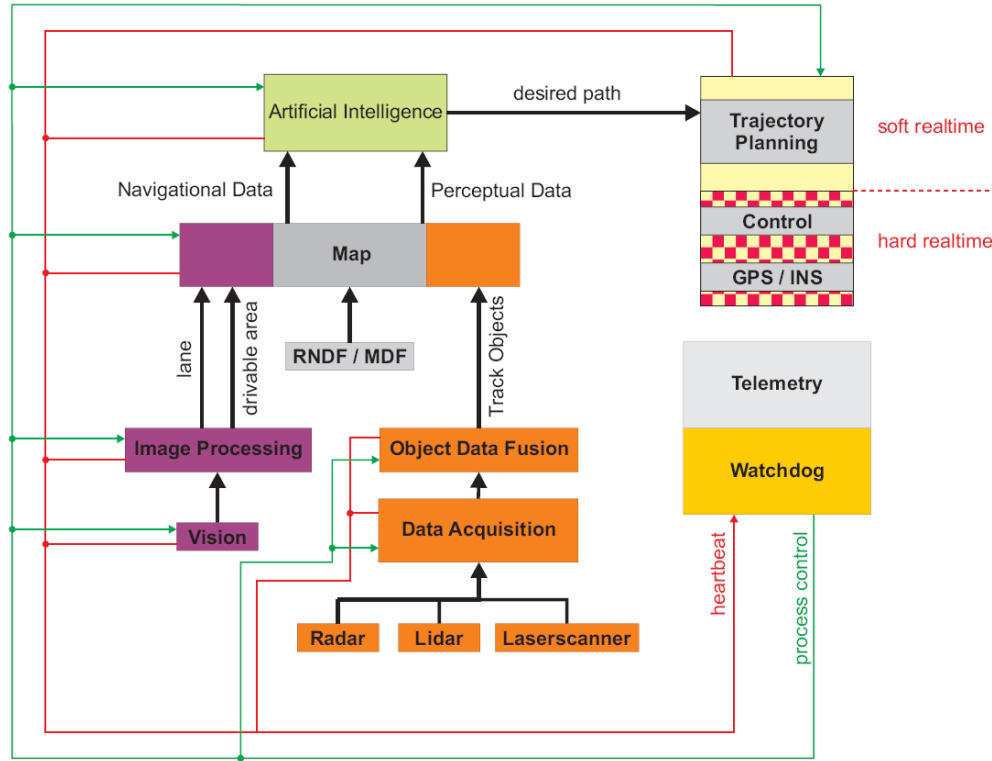 desired path
Artificial Intelligence
Trajectory
Planning
soft realtime
Navigational Data
Perceptual Data
Control
hard realtime
Map
GPS / INS
lane
drivable area
RNDF / MDF
Track Objects
Telemetry
Image Processing
Object Data Fusion
Watchdog
Vision
Data Acquisition
heartbeat
process control
Radar
Lidar
Laserscanner